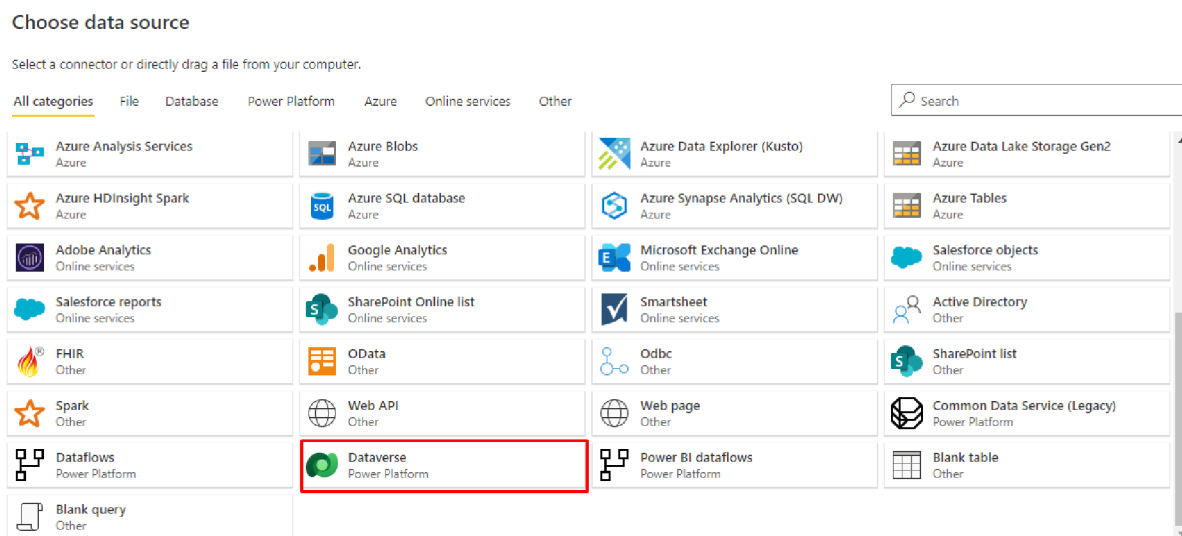 Choose data source
Select a connector or directly drag a file from your computer.
All categories File Database Power Platform Azure Online services Other Search
Azure Analysis Services Azure Blobs Azure Data Explorer (Kusto) Azure Data Lake Storage Gen2
Azure Azure Azure Azure
Azure HDInsight Spark Azure SQL database Azure Synapse Analytics (SQL DW) Azure Tables
Azure SQL Azure Azure Azure
Adobe Analytics Google Analytics Microsoft Exchange Online Salesforce objects
Online services Online services Online services Online services
Salesforce reports SharePoint Online list Smartsheet Active Directory
Online services Online services Online services Other
FHIR OData Odbc SharePoint list
Other Other Other Other
Spark Web API Web page Common Data Service (Legacy)
Other Other Other Power Platform
Dataflows Dataverse Power BI dataflows Blank table
Power Platform Power Platform Power Platform Other
Blank query
Other